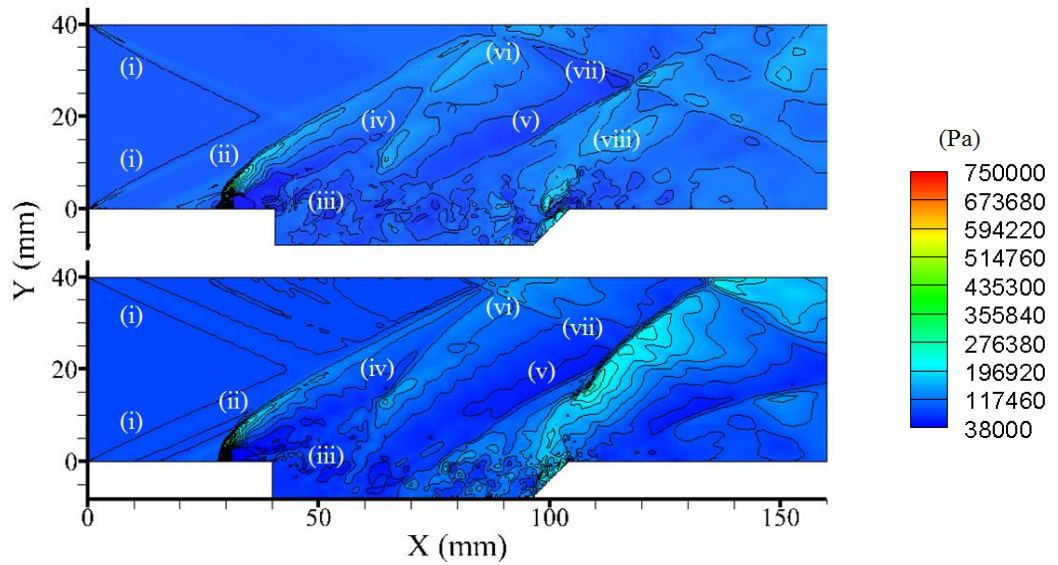 40
(vi)
(i)
(vii)
(iv)
(v)
20
(i)
(ii)
(viii)
(iii)
0
Y (mm)
40
(i)
(vi)
(vii)
(iv)
(v)
20
(ii)
(i)
(iii)
0
0 50 100 150
X (mm)
(Pa)
750000
673680
594220
514760
435300
355840
276380
196920
117460
38000